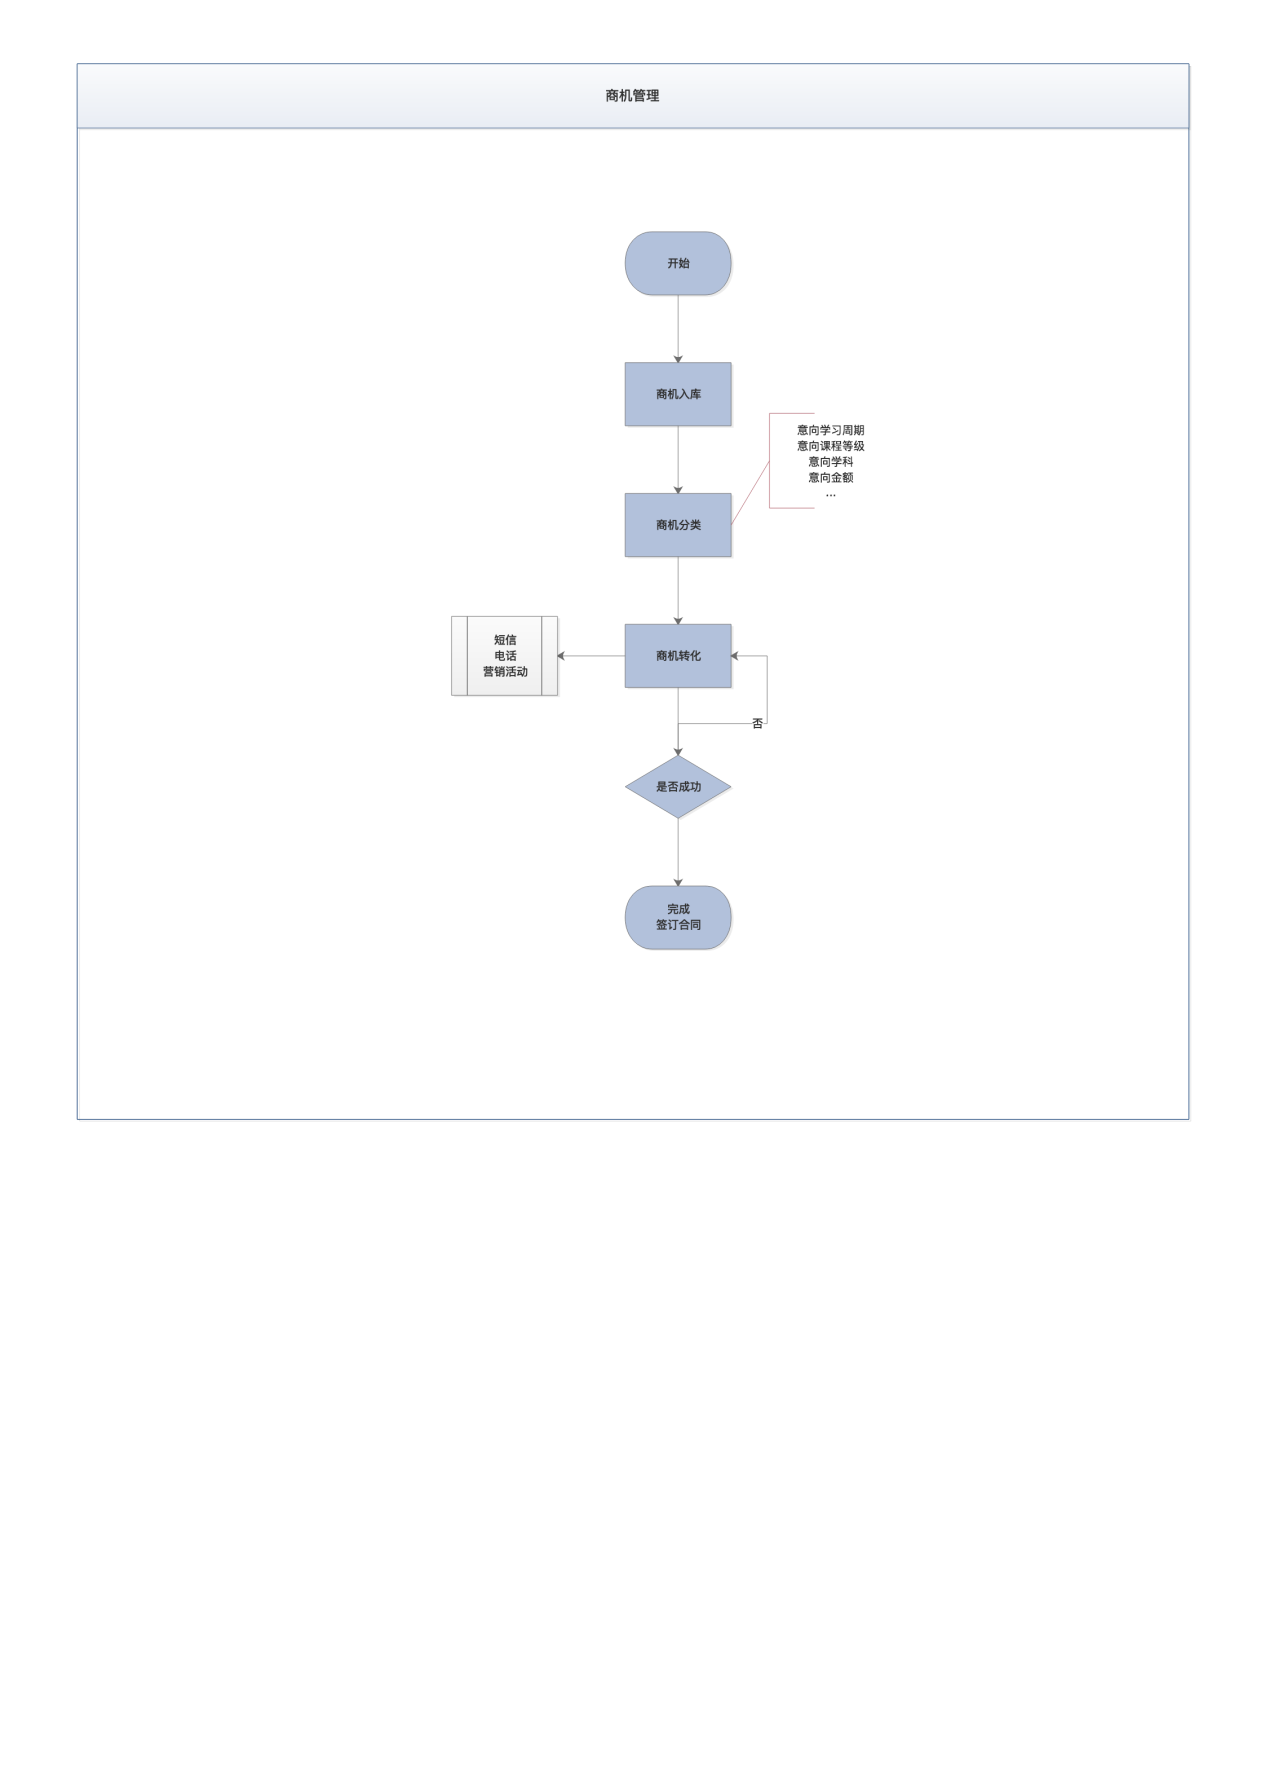 商机管理
开始
商机入库
意向学习周期
意向课程等级
意向学科
意向金额
...
商机分类
短信
电话
营销活动
商机转化
否
是否成功
完成
签订合同